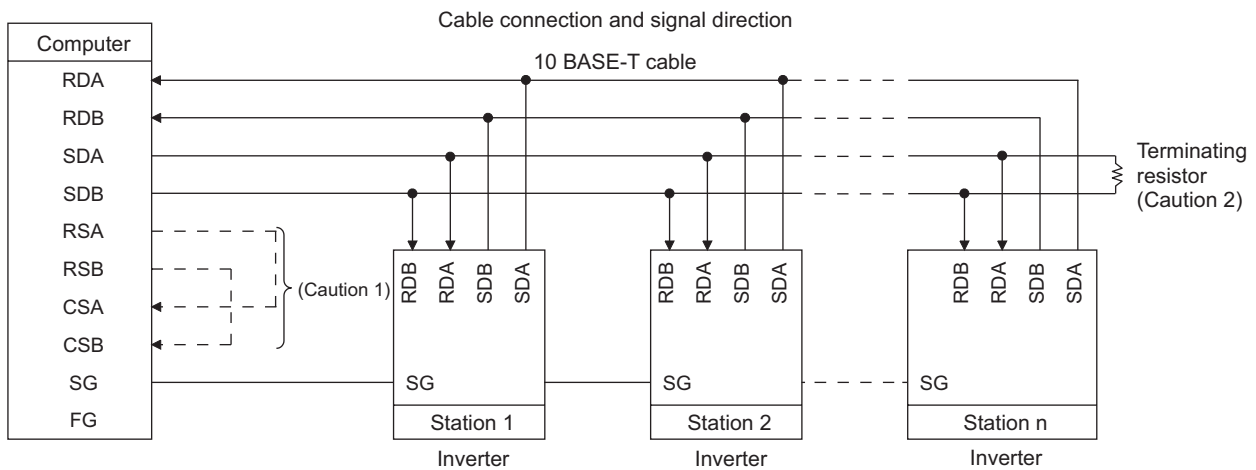 Cable connection and signal direction
10 BASE-T cable
Computer
RDA
RDB
SDA
SDB
RSA
RSB
CSA
CSB
SG
FG
(Caution 1)
RDB
RDA
SDB
SDA
SG
Station 1
Inverter
RDB
RDA
SDB
SDA
SG
Station 2
Inverter
RDB
RDA
SDB
SDA
SG
Station n
Inverter
Terminating
resistor
(Caution 2)